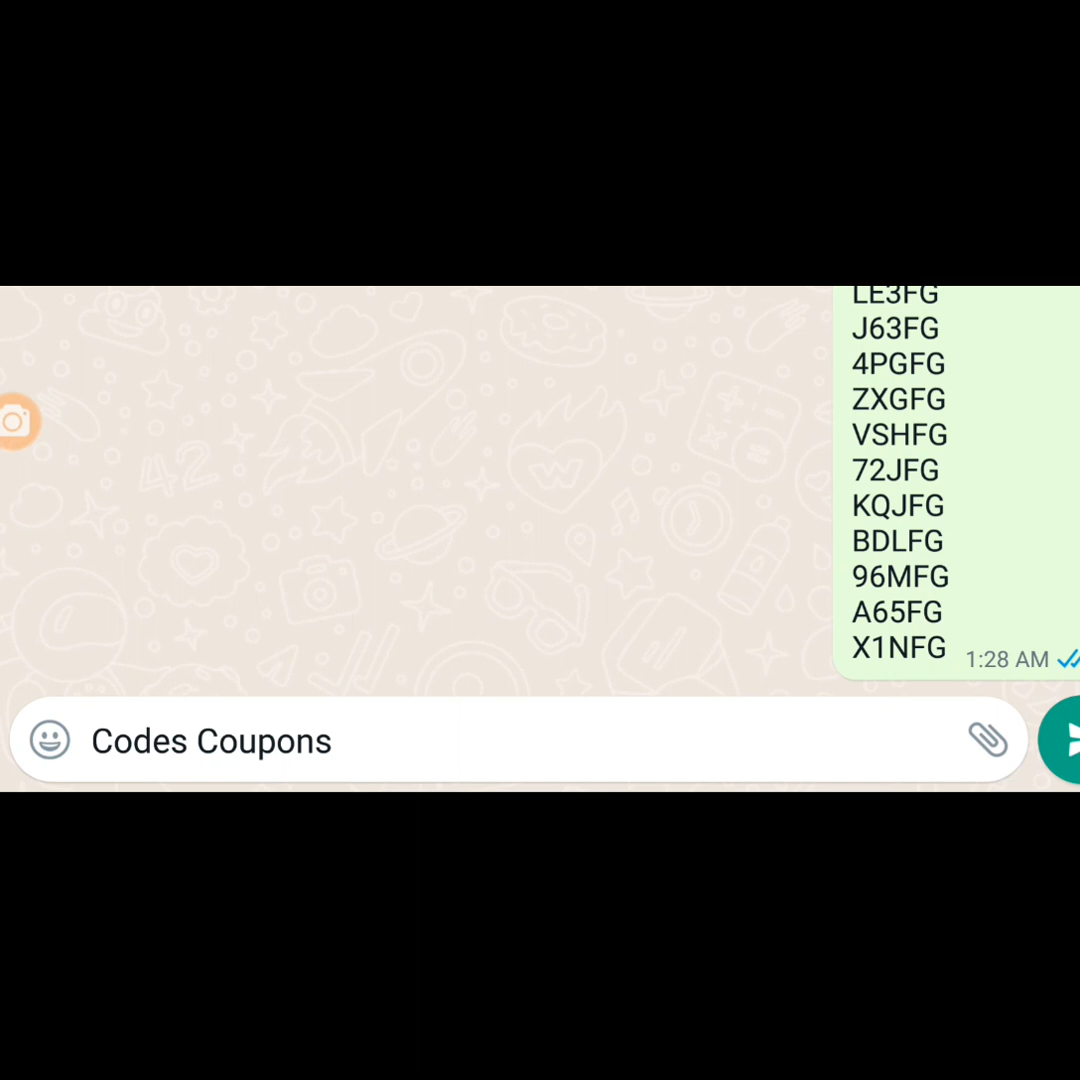 LE3FG
J63FG
4PGFG
ZXGFG
VSHFG
72JFG
KQJFG
BDLFG
96MFG
A65FG
X1NFG
1:28 AM
Codes Coupons